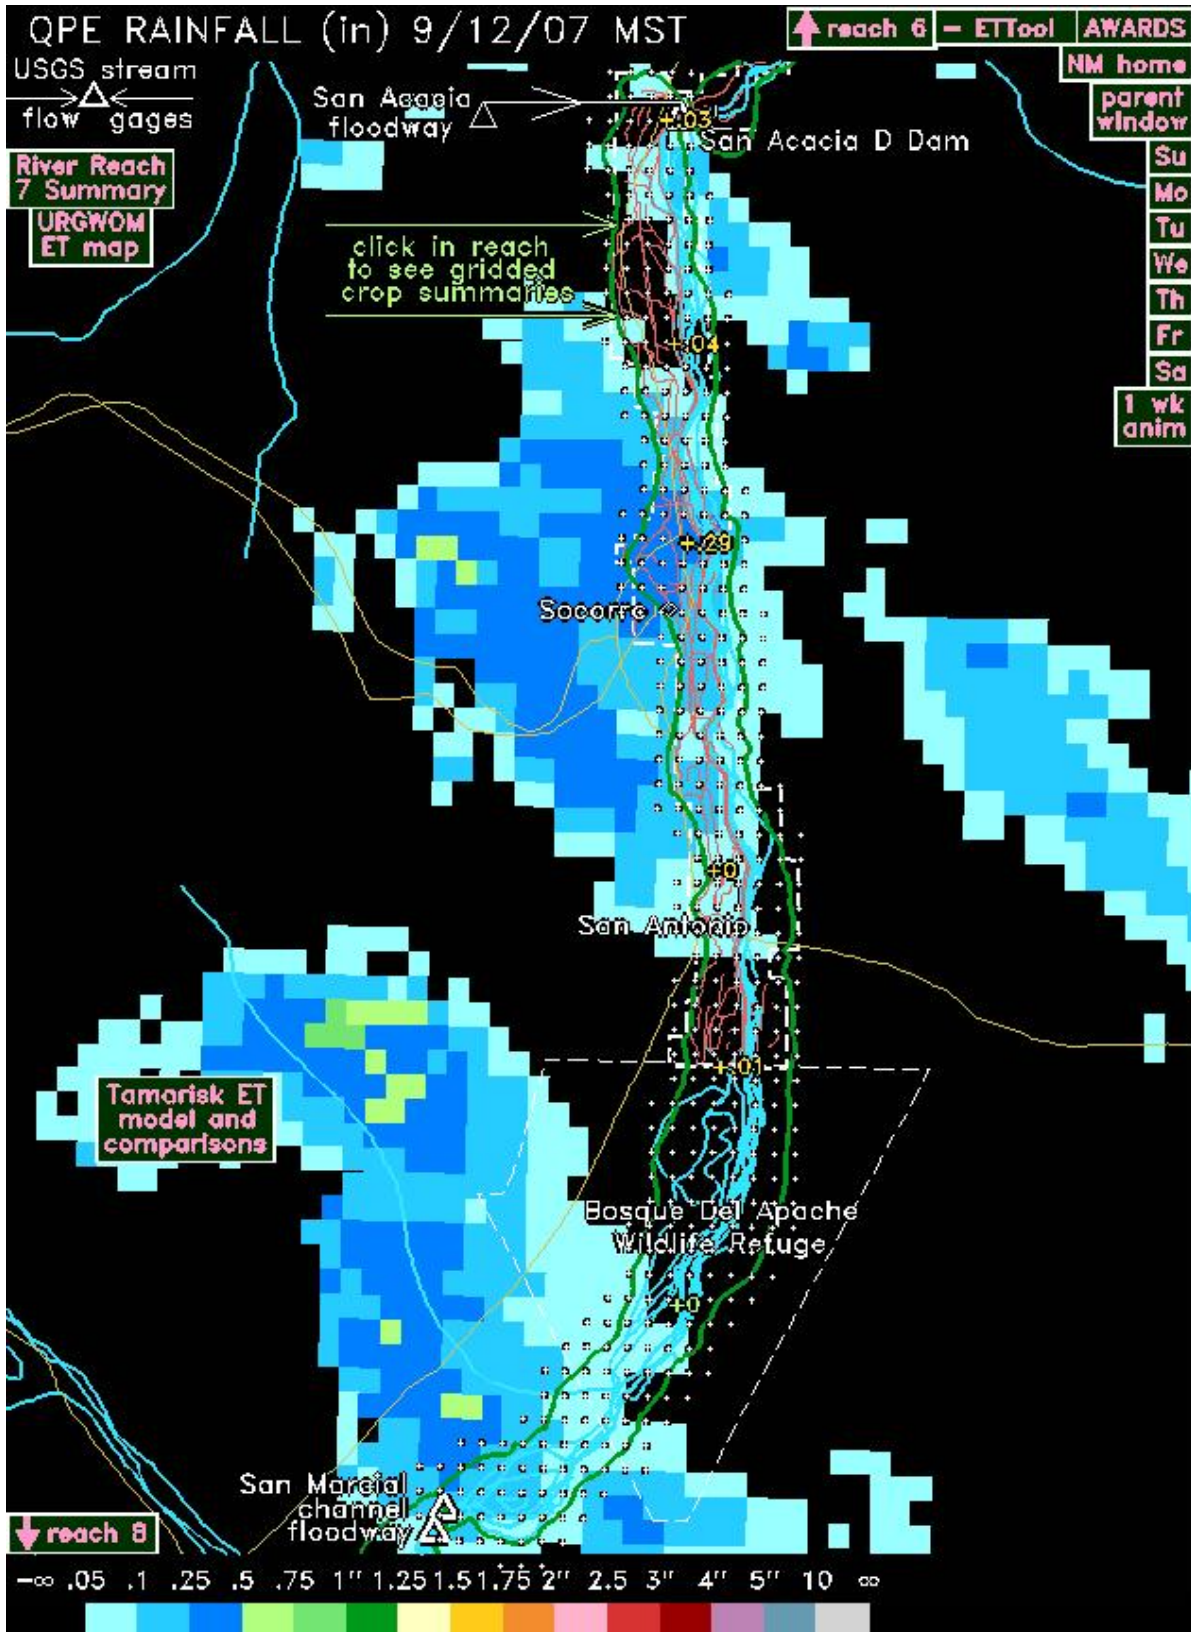 QPE RAINFALL (in) 9/12/07 MST
reach 6
- ETTool
AWARDS
NM home
parent
window
Su
Mo
Tu
We
Th
Fr
Sa
1 wk
anim
USGS stream
flow gages
River Reach
7 Summary
URGWOM
ET map
San Acacia
floodway
+.03
San Acacia D Dam
click in reach
to see gridded
crop summaries
+.04
+.29
Socorro
+0
San Antonio
+.01
Tamarisk ET
model and
comparisons
Bosque Del Apache
Wildlife Refuge
+0
San Marcial
channel
floodway
reach 8
-∞ .05 .1 .25 .5 .75 1" 1.25 1.5 1.75 2" 2.5 3" 4" 5" 10 ∞